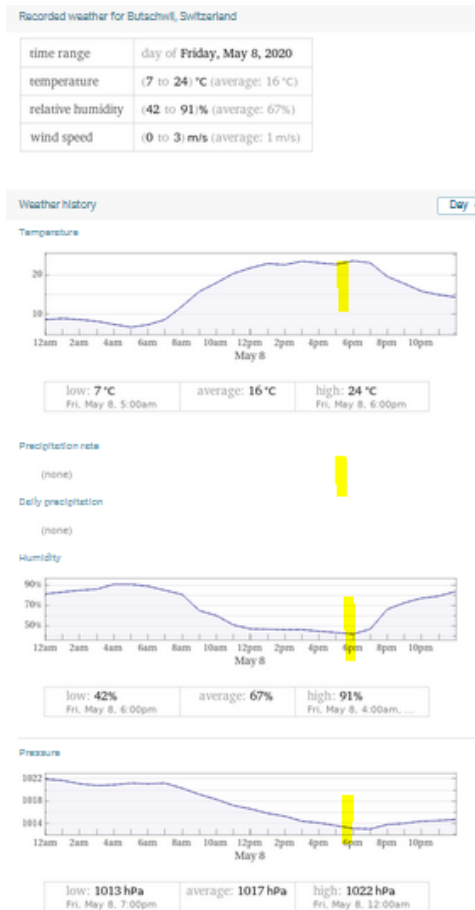 Recorded weather for Butschwil, Switzerland
time range day of Friday, May 8, 2020
temperature (7 to 24) °C (average: 16 °C)
relative humidity (42 to 91)% (average: 67%)
wind speed (0 to 3) m/s (average: 1 m/s)
Weather history Day
Temperature
20
10
12am 2am 4am 6am 8am 10am 12pm 2pm 4pm 6pm 8pm 10pm
May 8
low: 7 °C average: 16 °C high: 24 °C
Fri, May 8, 5:00am Fri, May 8, 6:00pm
Precipitation rate
(none)
Daily precipitation
(none)
Humidity
90%
70%
50%
12am 2am 4am 6am 8am 10am 12pm 2pm 4pm 6pm 8pm 10pm
May 8
low: 42% average: 67% high: 91%
Fri, May 8, 6:00pm Fri, May 8, 4:00am, ...
Pressure
1022
1018
1014
12am 2am 4am 6am 8am 10am 12pm 2pm 4pm 6pm 8pm 10pm
May 8
low: 1013 hPa average: 1017 hPa high: 1022 hPa
Fri, May 8, 7:00pm Fri, May 8, 12:00am